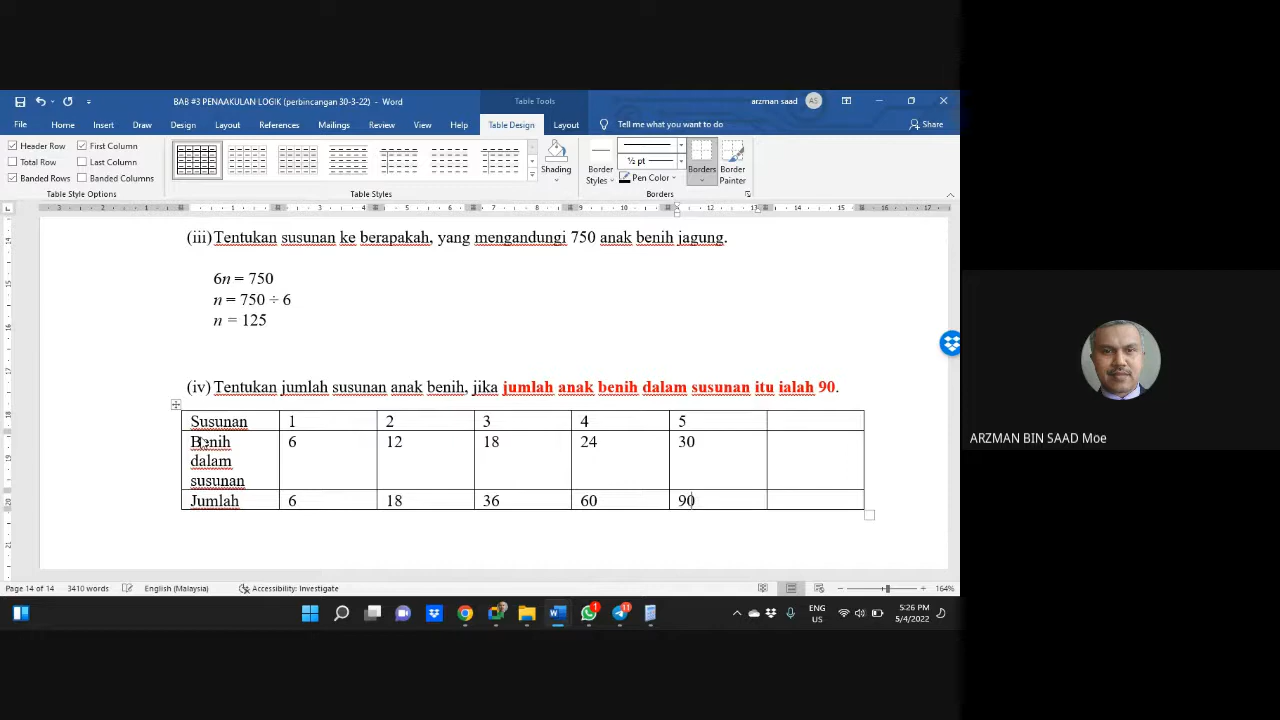 BAB #3 PENAAKULAN LOGIK (perbincangan 30-3-22) - Word
Table Tools
arzman saad
AS
File Home Insert Draw Design Layout References Mailings Review View Help Table Design Layout Tell me what you want to do Share
Header Row First Column
Total Row Last Column
Banded Rows Banded Columns
Table Style Options
Table Styles
Shading
Border Styles
½ pt
Pen Color
Borders
Border Painter
Borders
(iii) Tentukan susunan ke berapakah, yang mengandungi 750 anak benih jagung.
6n = 750
n = 750 ÷ 6
n = 125
(iv) Tentukan jumlah susunan anak benih, jika jumlah anak benih dalam susunan itu ialah 90.
Susunan 1 2 3 4 5
Benih dalam susunan 6 12 18 24 30
Jumlah 6 18 36 60 90
ARZMAN BIN SAAD Moe
Page 14 of 14 3410 words English (Malaysia) Accessibility: Investigate 164%
1 11
ENG US
5:26 PM
5/4/2022